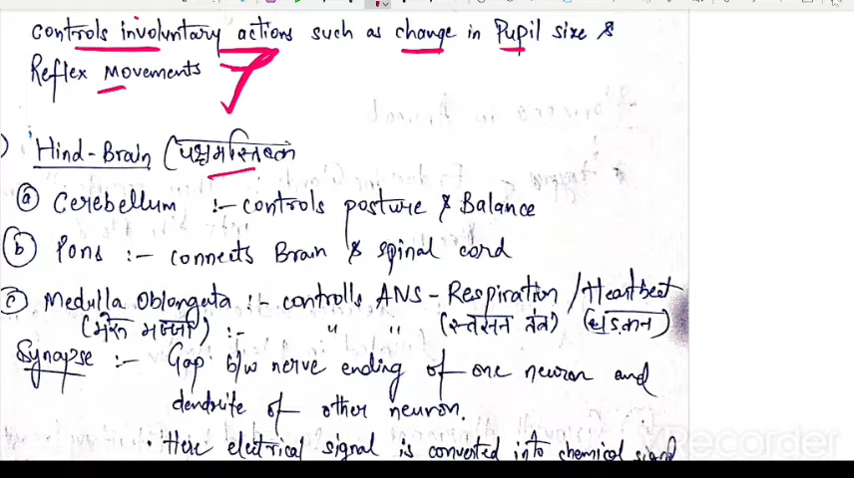 controls involuntary actions such as change in Pupil size &
Reflex Movements
) Hind-Brain (पश्चमस्तिष्क
(a) Cerebellum :- controls posture & Balance
(b) Pons :- connects Brain & spinal cord
(c) Medulla Oblongata :- controlls ANS - Respiration / Heartbeat
(मेरू मज्जा) :- " " (स्वसन तंत्र) (धड़कन)
Synapse :- Gap b/w nerve ending of one neuron and
dendrite of other neuron.
• Here electrical signal is converted into chemical signal
XRecorder